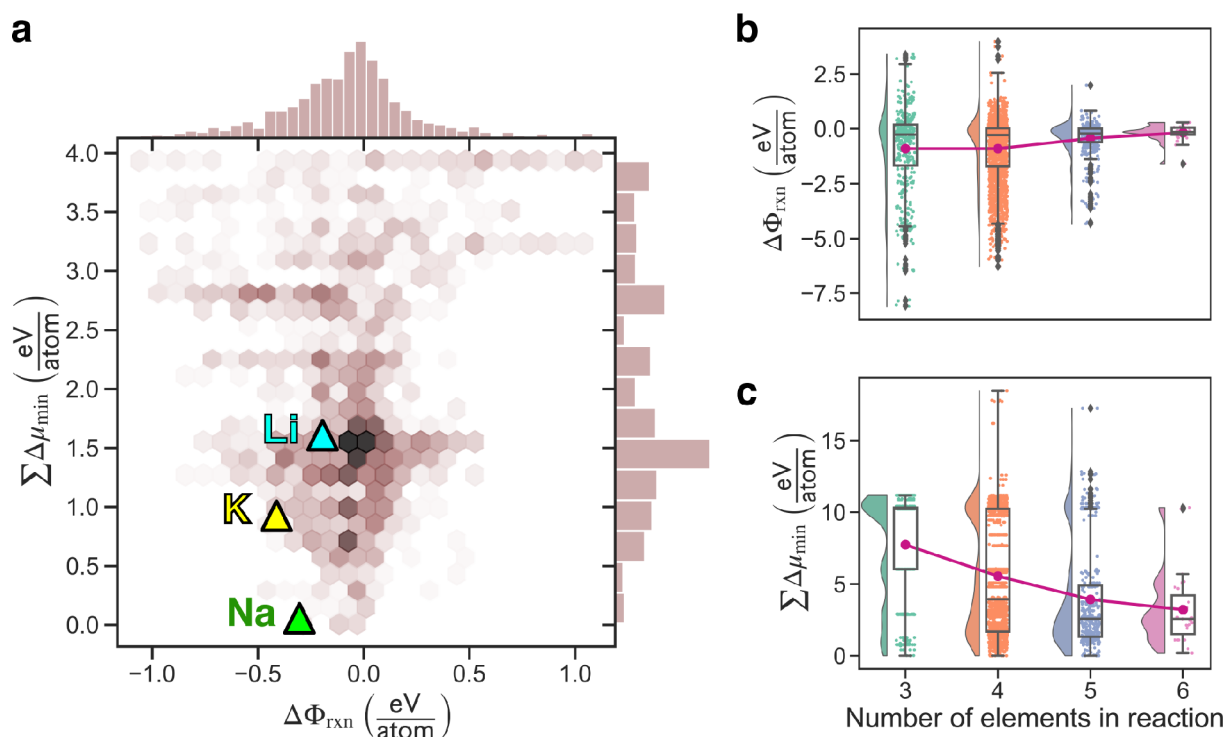 a
4.0
3.5
3.0
2.5
2.0
1.5
1.0
0.5
0.0
∑Δμmin (eV/atom)
Li
K
Na
−1.0 −0.5 0.0 0.5 1.0
ΔΦrxn (eV/atom)
b
2.5
0.0
−2.5
−5.0
−7.5
ΔΦrxn (eV/atom)
c
15
10
5
0
∑Δμmin (eV/atom)
3 4 5 6
Number of elements in reaction